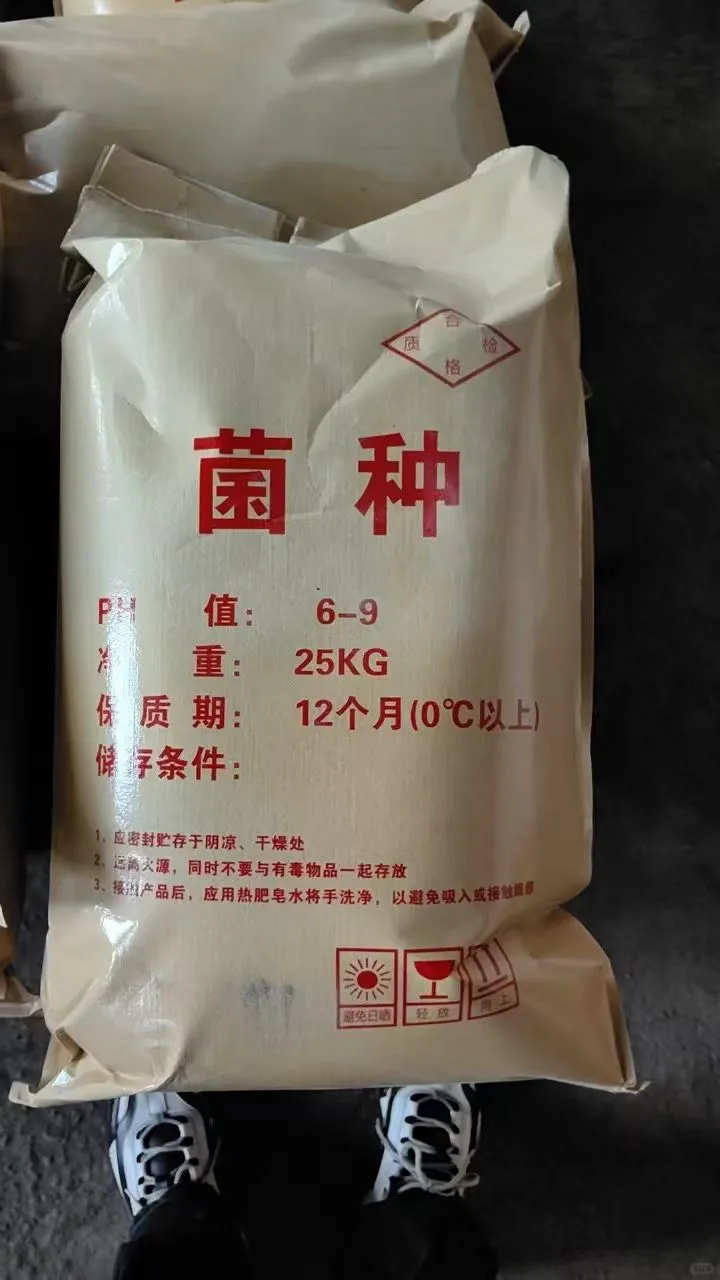 合
质 检
格
菌 种
PH 值： 6-9
净 重： 25KG
保 质 期： 12个月(0℃以上)
储存条件：
1、应密封贮存于阴凉、干燥处
2、远离火源，同时不要与有毒物品一起存放
3、接触产品后，应用热肥皂水将手洗净，以避免吸入或接触
避免日晒 轻 放 向 上